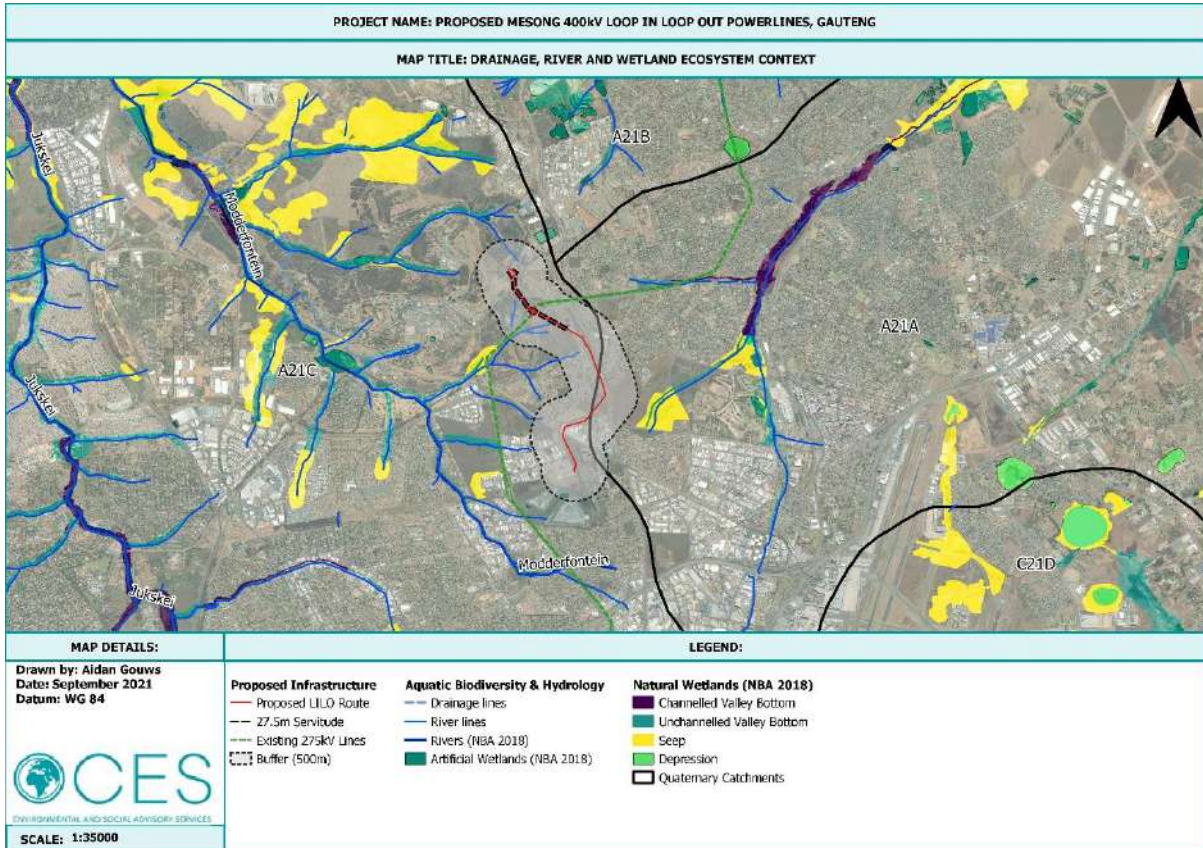 PROJECT NAME: PROPOSED MESONG 400kV LOOP IN LOOP OUT POWERLINES, GAUTENG
MAP TITLE: DRAINAGE, RIVER AND WETLAND ECOSYSTEM CONTEXT
Jukskei
A21B
Modderfontein
A21A
A21C
Jukskei
Modderfontein
C21D
Jukskei
MAP DETAILS:
Drawn by: Aidan Gouws
Date: September 2021
Datum: WG 84
CES
ENVIRONMENTAL AND SOCIAL ADVISORY SERVICES
SCALE: 1:35000
LEGEND:
Proposed Infrastructure
Proposed LILO Route
27.5m Servitude
Existing 275kV Lines
Buffer (500m)
Aquatic Biodiversity & Hydrology
Drainage lines
River lines
Rivers (NBA 2018)
Artificial Wetlands (NBA 2018)
Natural Wetlands (NBA 2018)
Channelled Valley Bottom
Unchannelled Valley Bottom
Seep
Depression
Quaternary Catchments